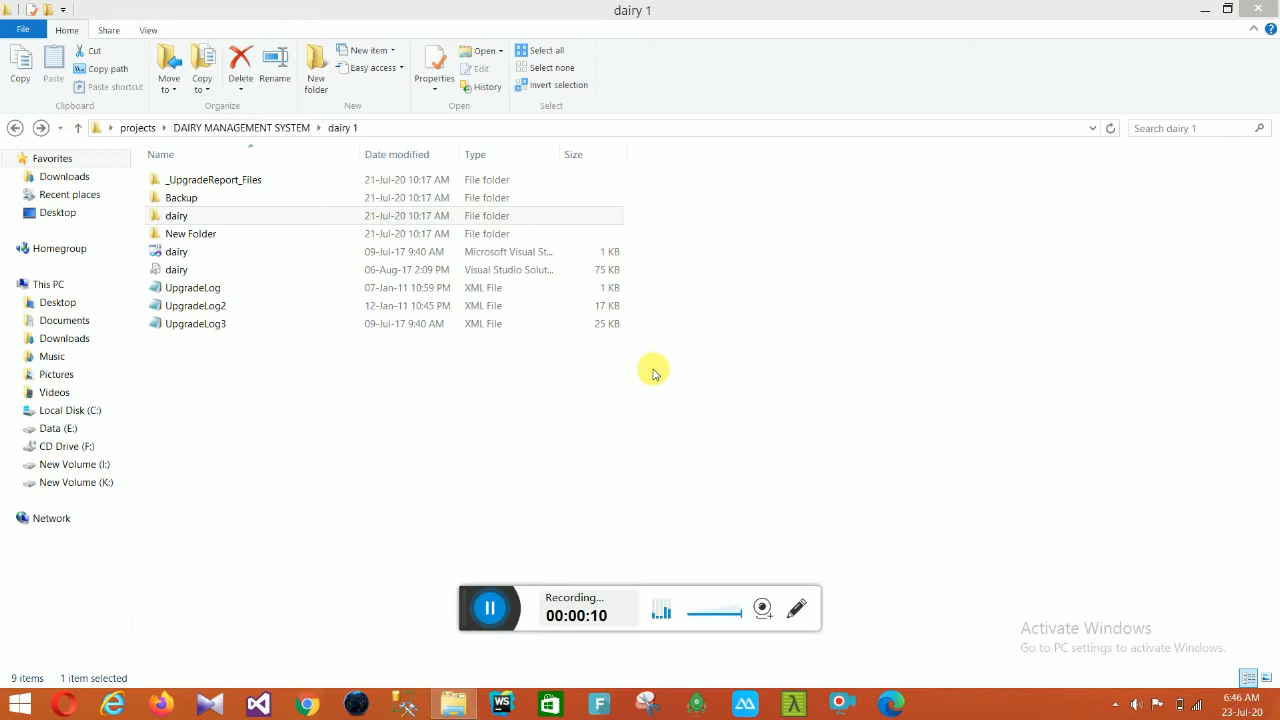 dairy 1
File Home Share View
Copy Paste Cut Copy path Paste shortcut Move to Copy to Delete Rename New folder New item Easy access Properties Open Edit History Select all Select none Invert selection
Clipboard Organize New Open Select
projects DAIRY MANAGEMENT SYSTEM dairy 1 Search dairy 1
Favorites
Downloads
Recent places
Desktop
Homegroup
This PC
Desktop
Documents
Downloads
Music
Pictures
Videos
Local Disk (C:)
Data (E:)
CD Drive (F:)
New Volume (I:)
New Volume (K:)
Network
Name Date modified Type Size
_UpgradeReport_Files 21-Jul-20 10:17 AM File folder
Backup 21-Jul-20 10:17 AM File folder
dairy 21-Jul-20 10:17 AM File folder
New Folder 21-Jul-20 10:17 AM File folder
dairy 09-Jul-17 9:40 AM Microsoft Visual St... 1 KB
dairy 06-Aug-17 2:09 PM Visual Studio Solut... 75 KB
UpgradeLog 07-Jan-11 10:59 PM XML File 1 KB
UpgradeLog2 12-Jan-11 10:45 PM XML File 17 KB
UpgradeLog3 09-Jul-17 9:40 AM XML File 25 KB
Recording...
00:00:10
Activate Windows
Go to PC settings to activate Windows.
9 items 1 item selected
WS
F
6:46 AM
23-Jul-20